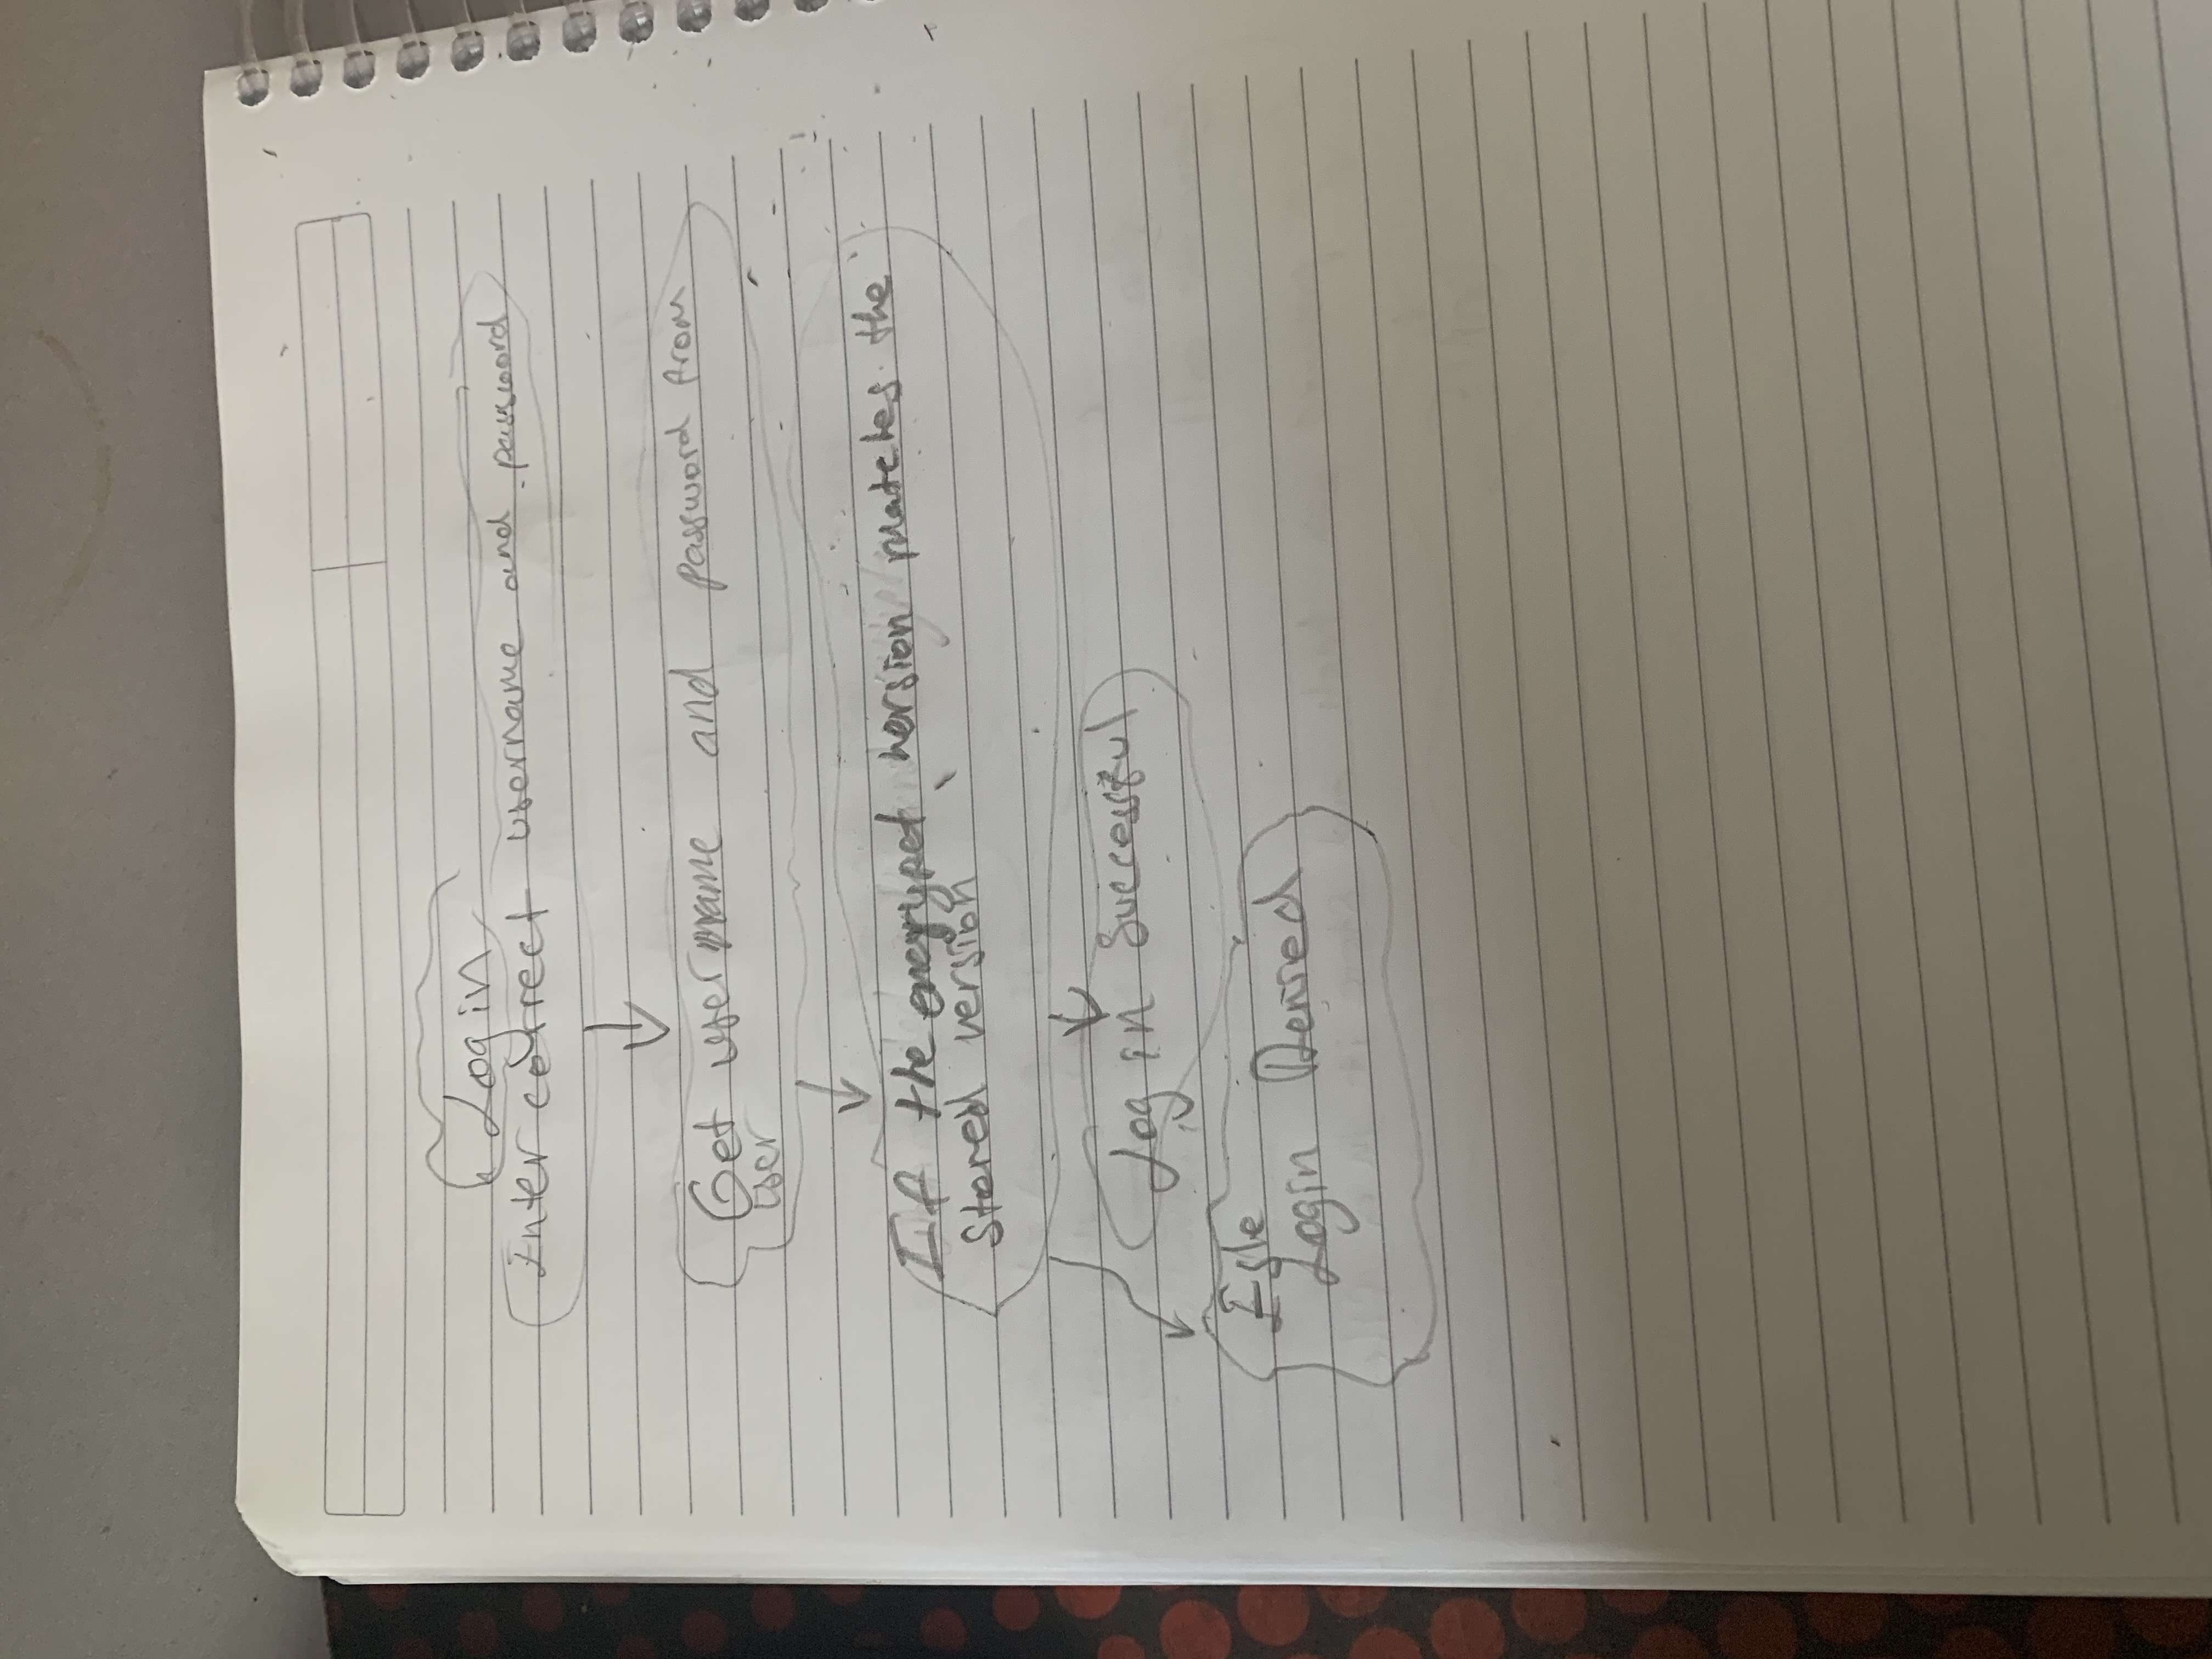 Login
Enter correct username and password
Get username and password from
user
If the encrypet version matches the
stored version
Log in Successful
Esle
Login Denied